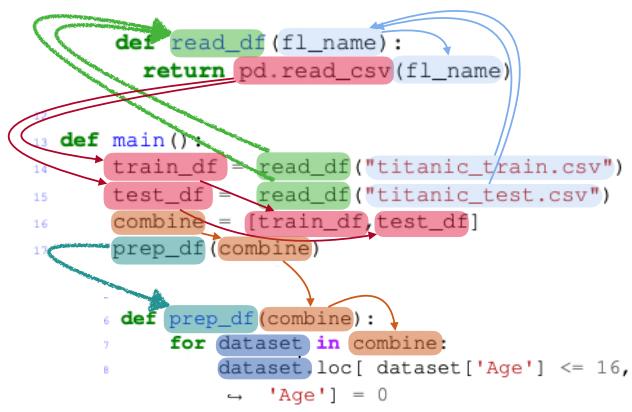 def read_df(fl_name):
return pd.read_csv(fl_name)
13 def main():
14 train_df = read_df("titanic_train.csv")
15 test_df = read_df("titanic_test.csv")
16 combine = [train_df,test_df]
17 prep_df(combine)
6 def prep_df(combine):
7 for dataset in combine:
8 dataset.loc[ dataset['Age'] <= 16,
↪ 'Age'] = 0